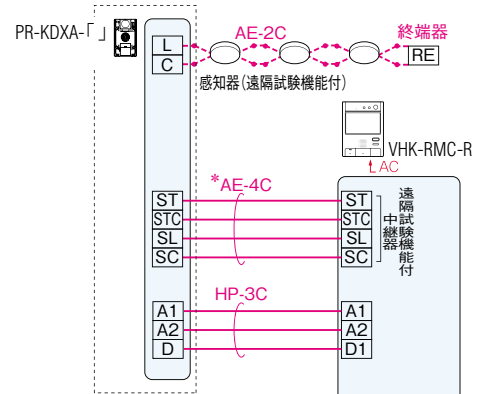 PR-KDXA-「 」
AE-2C
終端器
L
C
RE
感知器(遠隔試験機能付)
VHK-RMC-R
AC
*AE-4C
ST ST
STC STC
SL SL
SC SC
遠隔試験機能付
中継器
HP-3C
A1 A1
A2 A2
D D1